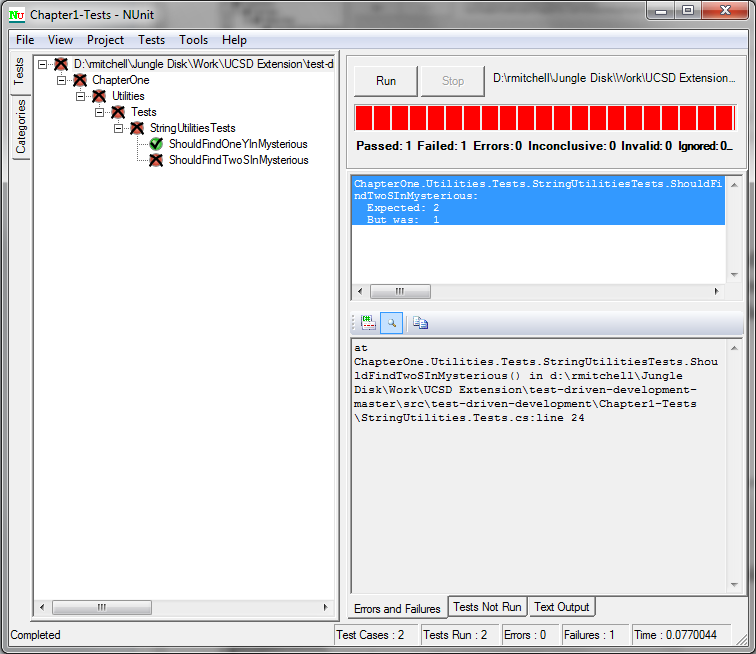 Chapter1-Tests - NUnit
File View Project Tests Tools Help
Tests
Categories
D:\rmitchell\Jungle Disk\Work\UCSD Extension\test-d
ChapterOne
Utilities
Tests
StringUtilitiesTests
ShouldFindOneYInMysterious
ShouldFindTwoSInMysterious
Run Stop D:\rmitchell\Jungle Disk\Work\UCSD Extension...
Passed: 1 Failed: 1 Errors: 0 Inconclusive: 0 Invalid: 0 Ignored: 0...
ChapterOne.Utilities.Tests.StringUtilitiesTests.ShouldFi
ndTwoSInMysterious:
Expected: 2
But was: 1
at
ChapterOne.Utilities.Tests.StringUtilitiesTests.Shou
ldFindTwoSInMysterious() in d:\rmitchell\Jungle
Disk\Work\UCSD Extension\test-driven-development-
master\src\test-driven-development\Chapter1-Tests
\StringUtilities.Tests.cs:line 24
Errors and Failures Tests Not Run Text Output
Completed Test Cases : 2 Tests Run : 2 Errors : 0 Failures : 1 Time : 0.0770044